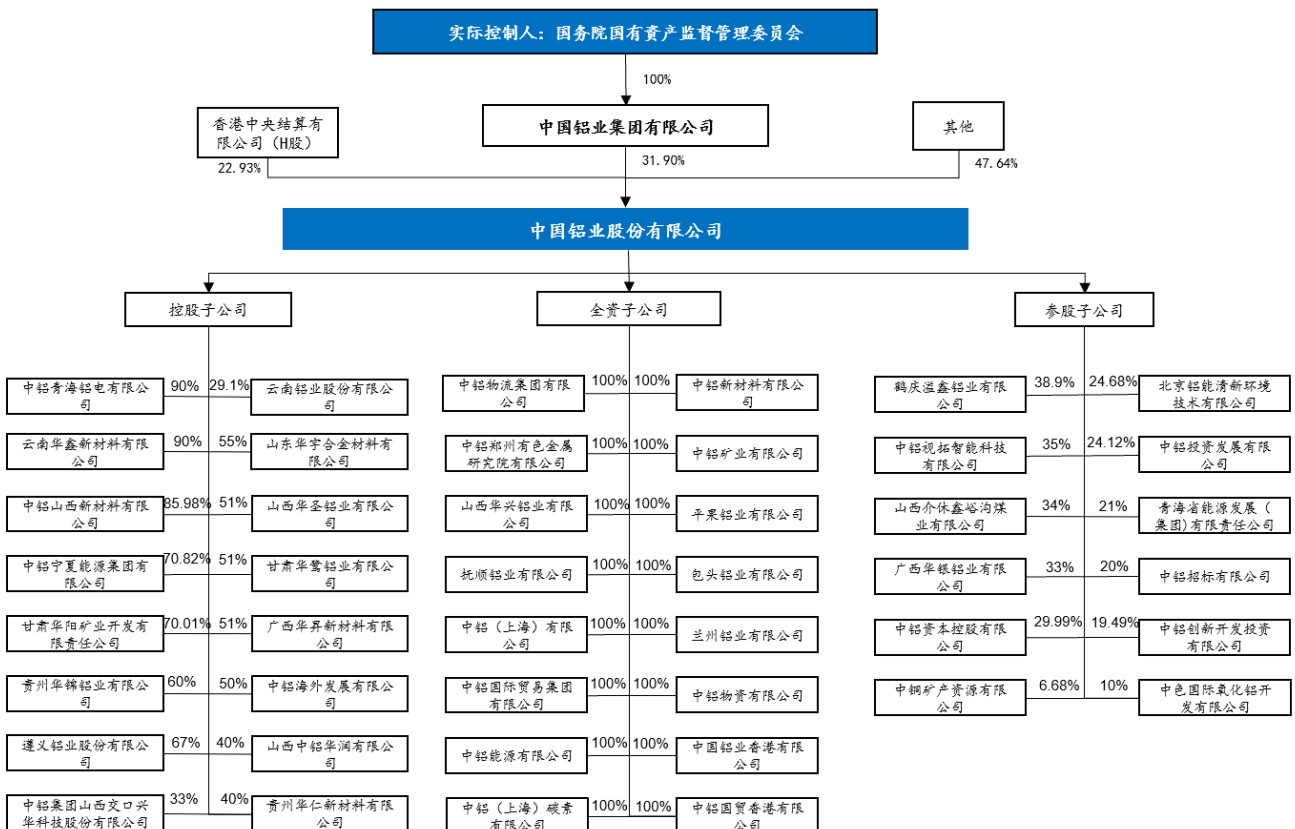 实际控制人：国务院国有资产监督管理委员会
100%
香港中央结算有
限公司（H股）
中国铝业集团有限公司
其他
22.93%
31.90%
47.64%
中国铝业股份有限公司
控股子公司
全资子公司
参股子公司
中铝青海铝电有限公
司
90%
29.1%
云南铝业股份有限公
司
云南华鑫新材料有限
公司
90%
55%
山东华宇合金材料有
限公司
中铝山西新材料有限
公司
85.98%
51%
山西华圣铝业有限公
司
中铝宁夏能源集团有
限公司
70.82%
51%
甘肃华鹭铝业有限公
司
甘肃华阳矿业开发有
限责任公司
70.01%
51%
广西华昇新材料有限
公司
贵州华锦铝业有限公
司
60%
50%
中铝海外发展有限公
司
遵义铝业股份有限公
司
67%
40%
山西中铝华润有限公
司
中铝集团山西交口兴
华科技股份有限公司
33%
40%
贵州华仁新材料有限
公司
中铝物流集团有限
公司
100%
100%
中铝新材料有限公
司
中铝郑州有色金属
研究院有限公司
100%
100%
中铝矿业有限公司
山西华兴铝业有限
公司
100%
100%
平果铝业有限公司
抚顺铝业有限公司
100%
100%
包头铝业有限公司
中铝（上海）有限
公司
100%
100%
兰州铝业有限公司
中铝国际贸易集团
有限公司
100%
100%
中铝物资有限公司
中铝能源有限公司
100%
100%
中国铝业香港有限
公司
中铝（上海）碳素
有限公司
100%
100%
中铝国贸香港有限
公司
鹤庆溢鑫铝业有限
公司
38.9%
24.68%
北京铝能清新环境
技术有限公司
中铝视拓智能科技
有限公司
35%
24.12%
中铝投资发展有限
公司
山西介休鑫峪沟煤
业有限公司
34%
21%
青海省能源发展（
集团)有限责任公司
广西华银铝业有限
公司
33%
20%
中铝招标有限公司
中铝资本控股有限
公司
29.99%
19.49%
中铝创新开发投资
有限公司
中铜矿产资源有限
公司
6.68%
10%
中色国际氧化铝开
发有限公司